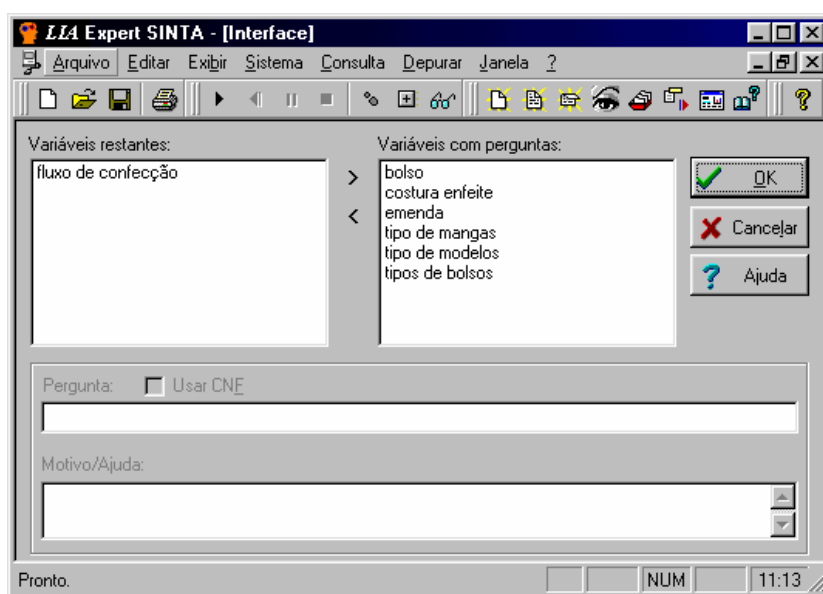 LIA Expert SINTA - [Interface]
Arquivo Editar Exibir Sistema Consulta Depurar Janela ?
Variáveis restantes:
fluxo de confecção
>
<
Variáveis com perguntas:
bolso
costura enfeite
emenda
tipo de mangas
tipo de modelos
tipos de bolsos
OK
Cancelar
Ajuda
Pergunta: Usar CNE
Motivo/Ajuda:
Pronto. NUM 11:13